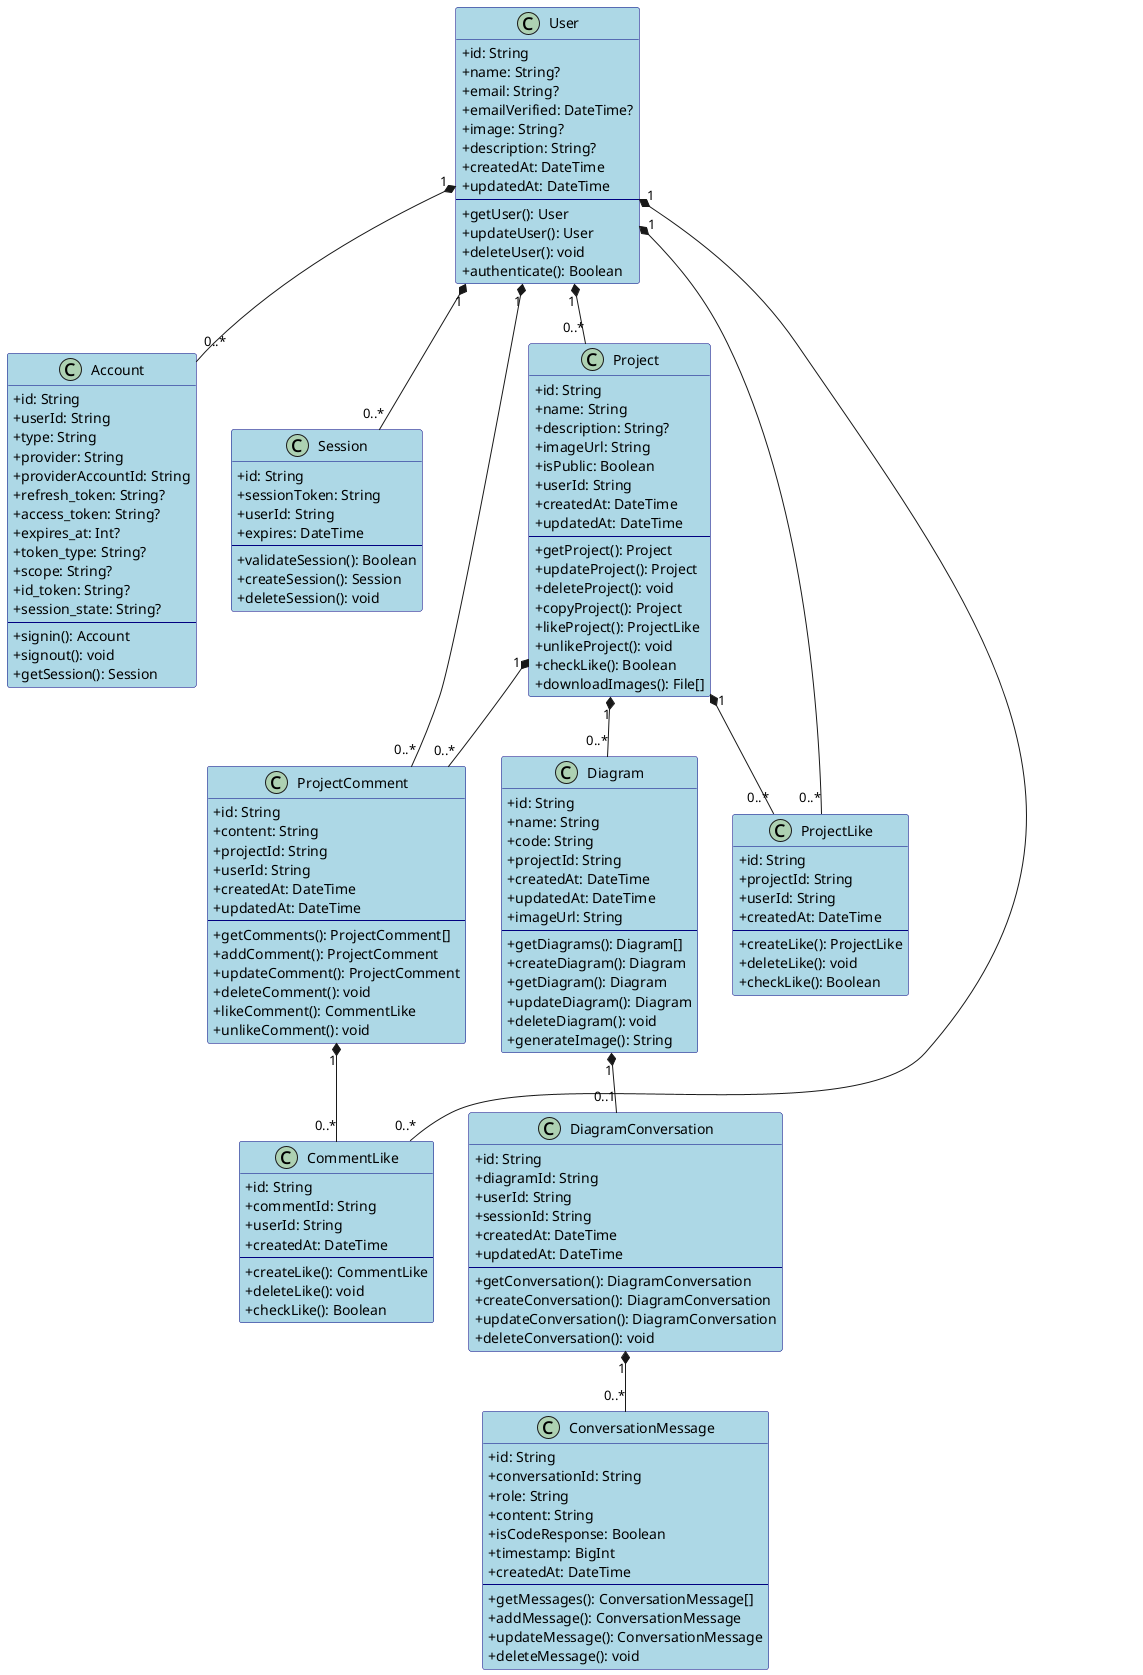 C User
+id: String
+name: String?
+email: String?
+emailVerified: DateTime?
+image: String?
+description: String?
+createdAt: DateTime
+updatedAt: DateTime
+getUser(): User
+updateUser(): User
+deleteUser(): void
+authenticate(): Boolean
1
1
1
1
1
1
0..*
0..*
0..*
C Account
+id: String
+userId: String
+type: String
+provider: String
+providerAccountId: String
+refresh_token: String?
+access_token: String?
+expires_at: Int?
+token_type: String?
+scope: String?
+id_token: String?
+session_state: String?
+signin(): Account
+signout(): void
+getSession(): Session
C Session
+id: String
+sessionToken: String
+userId: String
+expires: DateTime
+validateSession(): Boolean
+createSession(): Session
+deleteSession(): void
C Project
+id: String
+name: String
+description: String?
+imageUrl: String
+isPublic: Boolean
+userId: String
+createdAt: DateTime
+updatedAt: DateTime
+getProject(): Project
+updateProject(): Project
+deleteProject(): void
+copyProject(): Project
+likeProject(): ProjectLike
+unlikeProject(): void
+checkLike(): Boolean
+downloadImages(): File[]
1
1
1
0..*
0..*
0..*
0..*
0..*
C ProjectComment
+id: String
+content: String
+projectId: String
+userId: String
+createdAt: DateTime
+updatedAt: DateTime
+getComments(): ProjectComment[]
+addComment(): ProjectComment
+updateComment(): ProjectComment
+deleteComment(): void
+likeComment(): CommentLike
+unlikeComment(): void
C Diagram
+id: String
+name: String
+code: String
+projectId: String
+createdAt: DateTime
+updatedAt: DateTime
+imageUrl: String
+getDiagrams(): Diagram[]
+createDiagram(): Diagram
+getDiagram(): Diagram
+updateDiagram(): Diagram
+deleteDiagram(): void
+generateImage(): String
C ProjectLike
+id: String
+projectId: String
+userId: String
+createdAt: DateTime
+createLike(): ProjectLike
+deleteLike(): void
+checkLike(): Boolean
1
1
0..*
0..*
0..1
C CommentLike
+id: String
+commentId: String
+userId: String
+createdAt: DateTime
+createLike(): CommentLike
+deleteLike(): void
+checkLike(): Boolean
C DiagramConversation
+id: String
+diagramId: String
+userId: String
+sessionId: String
+createdAt: DateTime
+updatedAt: DateTime
+getConversation(): DiagramConversation
+createConversation(): DiagramConversation
+updateConversation(): DiagramConversation
+deleteConversation(): void
1
0..*
C ConversationMessage
+id: String
+conversationId: String
+role: String
+content: String
+isCodeResponse: Boolean
+timestamp: BigInt
+createdAt: DateTime
+getMessages(): ConversationMessage[]
+addMessage(): ConversationMessage
+updateMessage(): ConversationMessage
+deleteMessage(): void